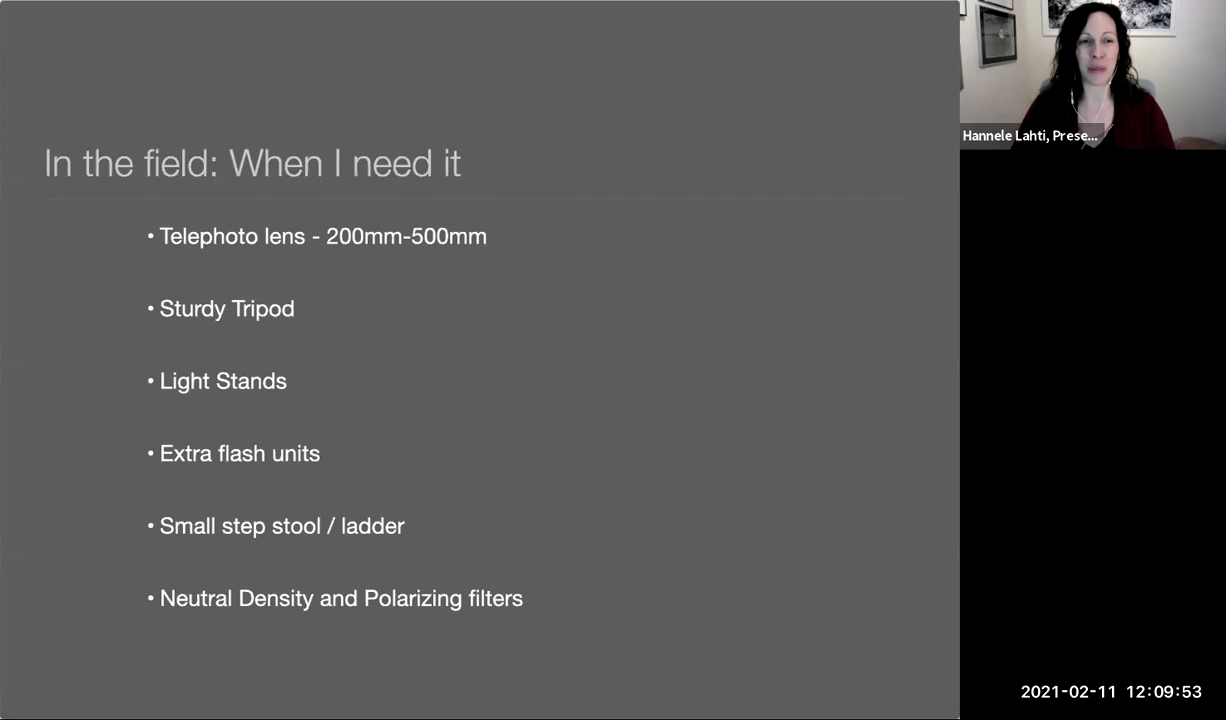 In the field: When I need it
• Telephoto lens - 200mm-500mm
• Sturdy Tripod
• Light Stands
• Extra flash units
• Small step stool / ladder
• Neutral Density and Polarizing filters
Hannele Lahti, Prese...
2021-02-11 12:09:53